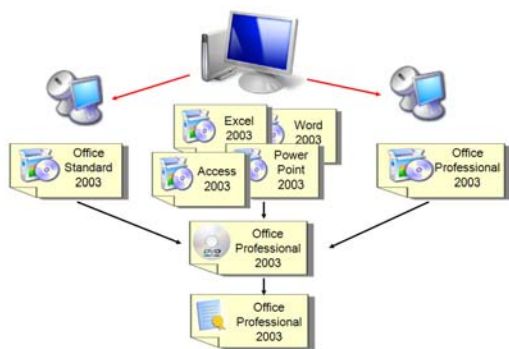 Excel
2003
Word
2003
Office
Standard
2003
Access
2003
Power
Point
2003
Office
Professional
2003
Office
Professional
2003
Office
Professional
2003